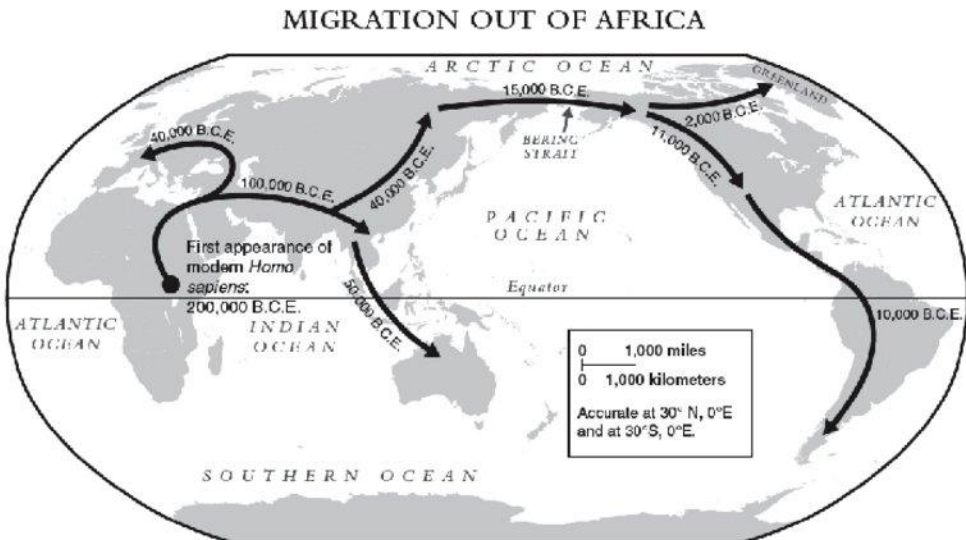 MIGRATION OUT OF AFRICA
ARCTIC OCEAN
GREENLAND
15,000 B.C.E.
2,000 B.C.E.
40,000 B.C.E.
BERING
STRAIT
11,000 B.C.E.
100,000 B.C.E.
40,000 B.C.E.
ATLANTIC
OCEAN
PACIFIC
OCEAN
First appearance of
modern Homo
sapiens:
200,000 B.C.E.
50,000 B.C.E.
Equator
10,000 B.C.E.
ATLANTIC
OCEAN
INDIAN
OCEAN
0 1,000 miles
0 1,000 kilometers
Accurate at 30° N, 0°E
and at 30°S, 0°E.
SOUTHERN OCEAN